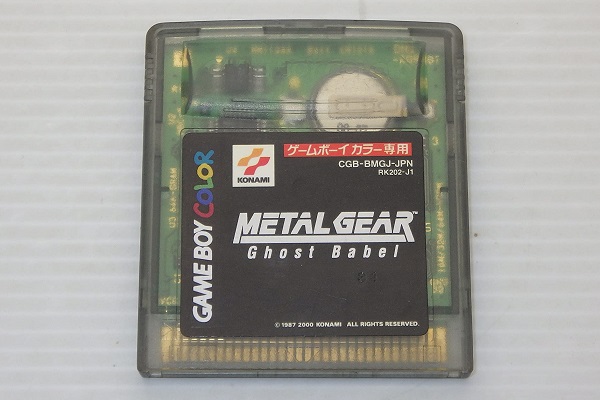 ゲームボーイカラー専用
CGB-BMGJ-JPN
RK202-J1
KONAMI
GAME BOY COLOR
METAL GEAR
Ghost Babel
© 1987 2000 KONAMI ALL RIGHTS RESERVED.